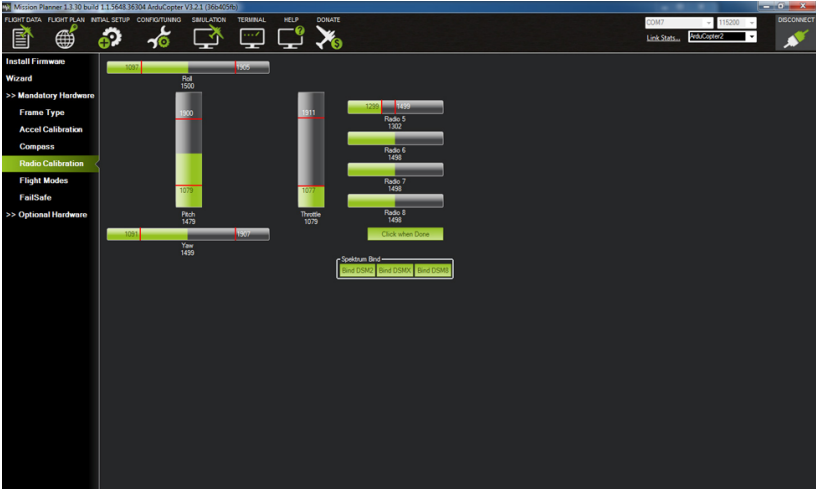 Mission Planner 1.3.30 build 1.1.5648.36304 ArduCopter V3.2.1 (36b405fb)
FLIGHT DATA FLIGHT PLAN INITIAL SETUP CONFIG/TUNING SIMULATION TERMINAL HELP DONATE
COM7 115200 DISCONNECT
Link Stats... ArduCopter2
Install Firmware
Wizard
>> Mandatory Hardware
Frame Type
Accel Calibration
Compass
Radio Calibration
Flight Modes
FailSafe
>> Optional Hardware
1097 1905
Roll
1500
1900
1079
Pitch
1479
1911
1077
Throttle
1079
1299 1499
Radio 5
1302
Radio 6
1498
Radio 7
1498
Radio 8
1498
1091 1907
Yaw
1499
Click when Done
Spektrum Bind
Bind DSM2 Bind DSMX Bind DSM8